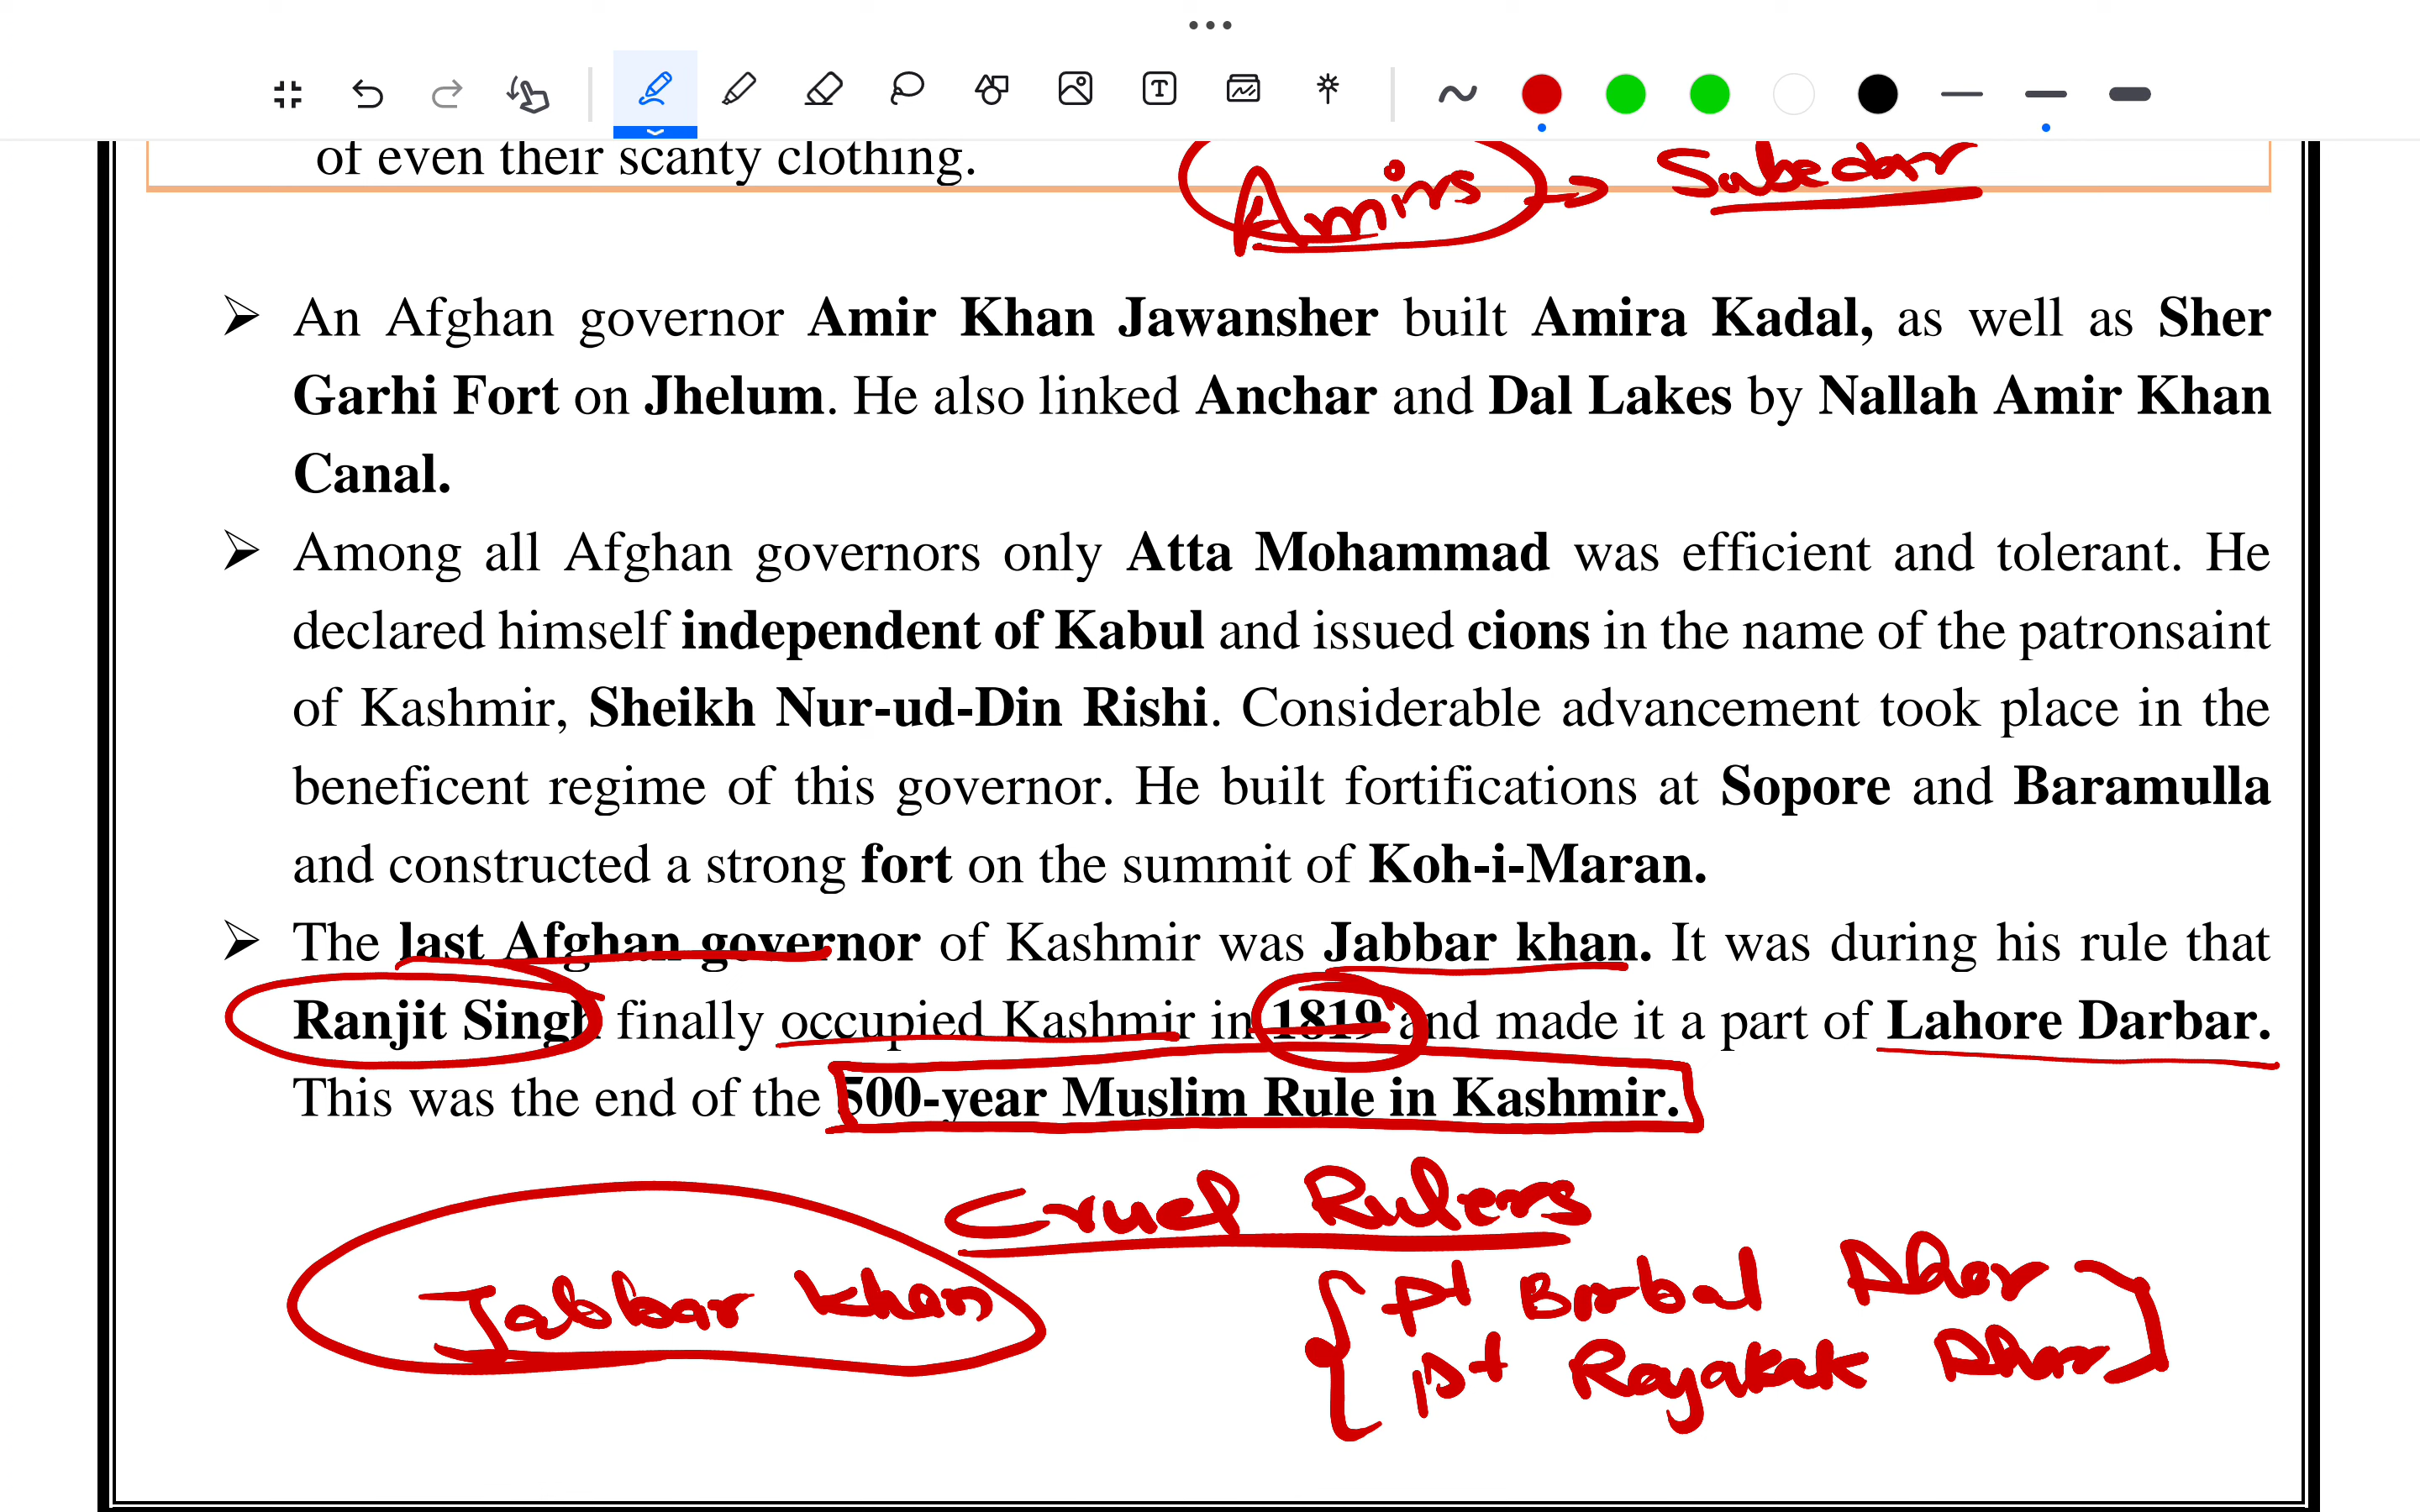 of even their scanty clothing.
Amirs → Subedar
➤ An Afghan governor Amir Khan Jawansher built Amira Kadal, as well as Sher
Garhi Fort on Jhelum. He also linked Anchar and Dal Lakes by Nallah Amir Khan
Canal.
➤ Among all Afghan governors only Atta Mohammad was efficient and tolerant. He
declared himself independent of Kabul and issued cions in the name of the patronsaint
of Kashmir, Sheikh Nur-ud-Din Rishi. Considerable advancement took place in the
beneficent regime of this governor. He built fortifications at Sopore and Baramulla
and constructed a strong fort on the summit of Koh-i-Maran.
➤ The last Afghan governor of Kashmir was Jabbar khan. It was during his rule that
Ranjit Singh finally occupied Kashmir in 1819 and made it a part of Lahore Darbar.
This was the end of the 500-year Muslim Rule in Kashmir.
Cruel Rulers
Jabbar Khan
Pt Birbal Dhar
Pt Rajakak Dhar